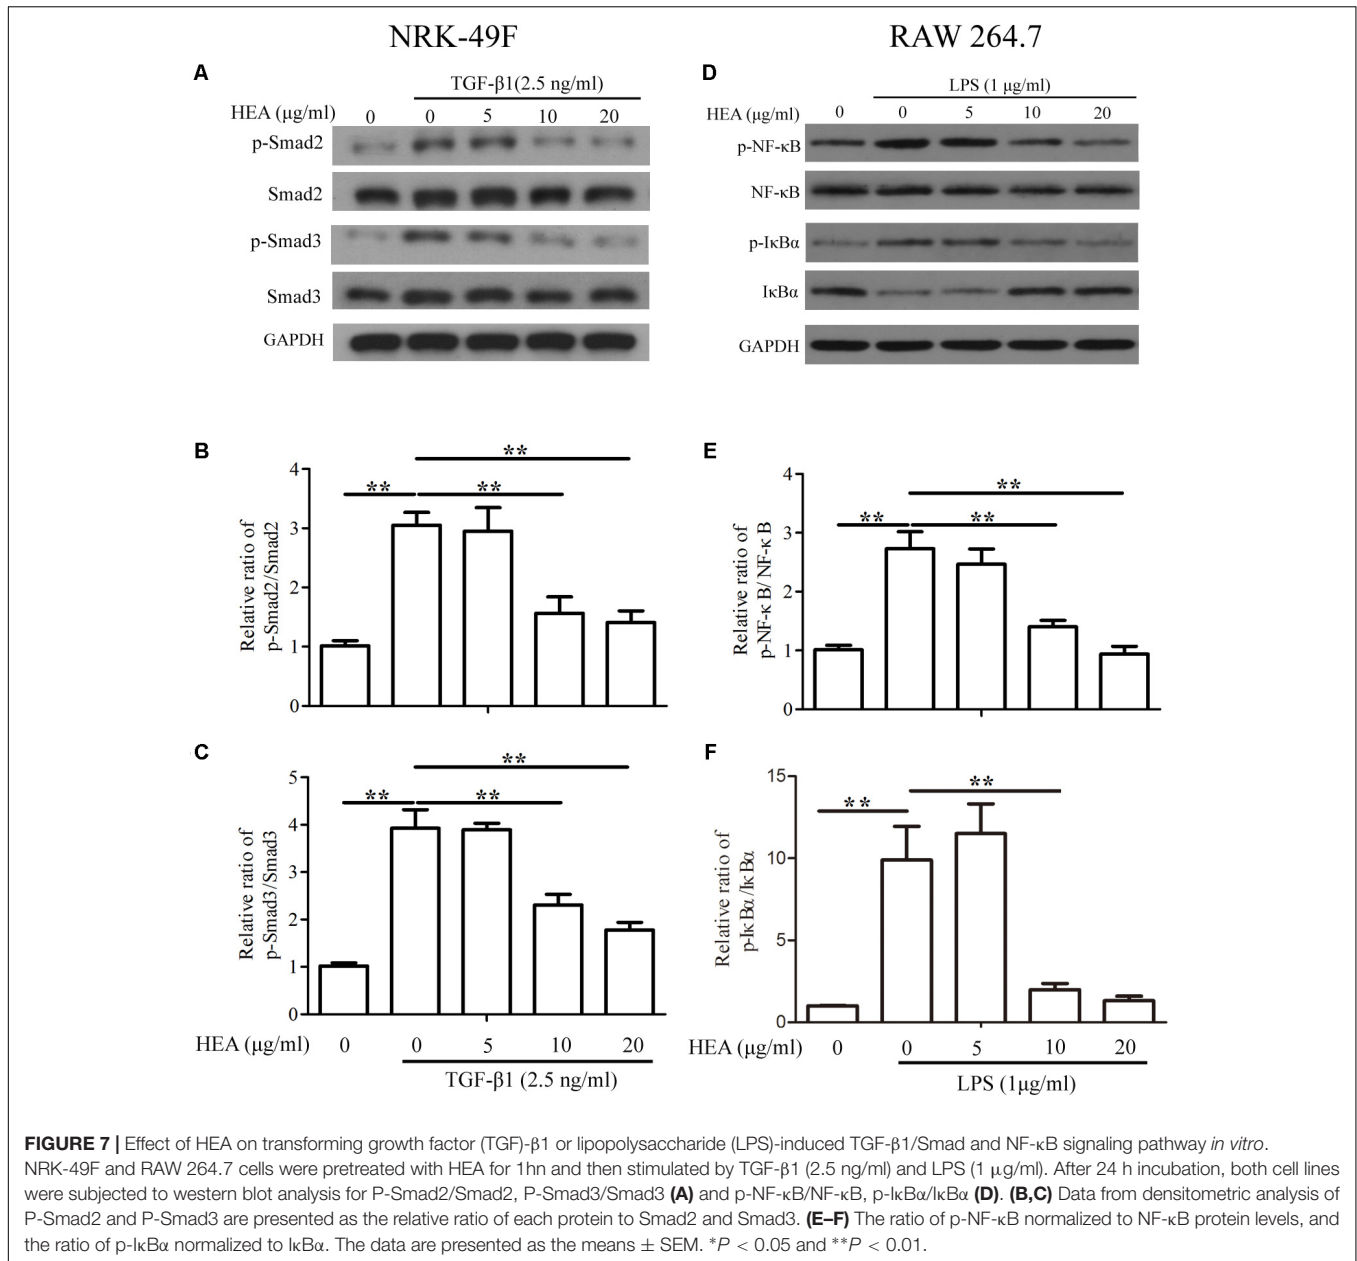 NRK-49F
RAW 264.7
A
TGF-β1(2.5 ng/ml)
HEA (μg/ml) 0 0 5 10 20
p-Smad2
Smad2
p-Smad3
Smad3
GAPDH
D
LPS (1 μg/ml)
HEA (μg/ml) 0 0 5 10 20
p-NF-κB
NF-κB
p-IκBα
IκBα
GAPDH
B
Relative ratio of
p-Smad2/Smad2
4
3
2
1
0
** ** **
E
Relative ratio of
p-NF-κ B/ NF-κ B
4
3
2
1
0
** ** **
C
Relative ratio of
p-Smad3/Smad3
5
4
3
2
1
0
** ** **
HEA (μg/ml) 0 0 5 10 20
TGF-β1 (2.5 ng/ml)
F
Relative ratio of
p-IκBα/IκBα
15
10
5
0
** **
HEA (μg/ml) 0 0 5 10 20
LPS (1μg/ml)
FIGURE 7 | Effect of HEA on transforming growth factor (TGF)-β1 or lipopolysaccharide (LPS)-induced TGF-β1/Smad and NF-κB signaling pathway in vitro.
NRK-49F and RAW 264.7 cells were pretreated with HEA for 1hn and then stimulated by TGF-β1 (2.5 ng/ml) and LPS (1 μg/ml). After 24 h incubation, both cell lines
were subjected to western blot analysis for P-Smad2/Smad2, P-Smad3/Smad3 (A) and p-NF-κB/NF-κB, p-IκBα/IκBα (D). (B,C) Data from densitometric analysis of
P-Smad2 and P-Smad3 are presented as the relative ratio of each protein to Smad2 and Smad3. (E–F) The ratio of p-NF-κB normalized to NF-κB protein levels, and
the ratio of p-IκBα normalized to IκBα. The data are presented as the means ± SEM. *P < 0.05 and **P < 0.01.